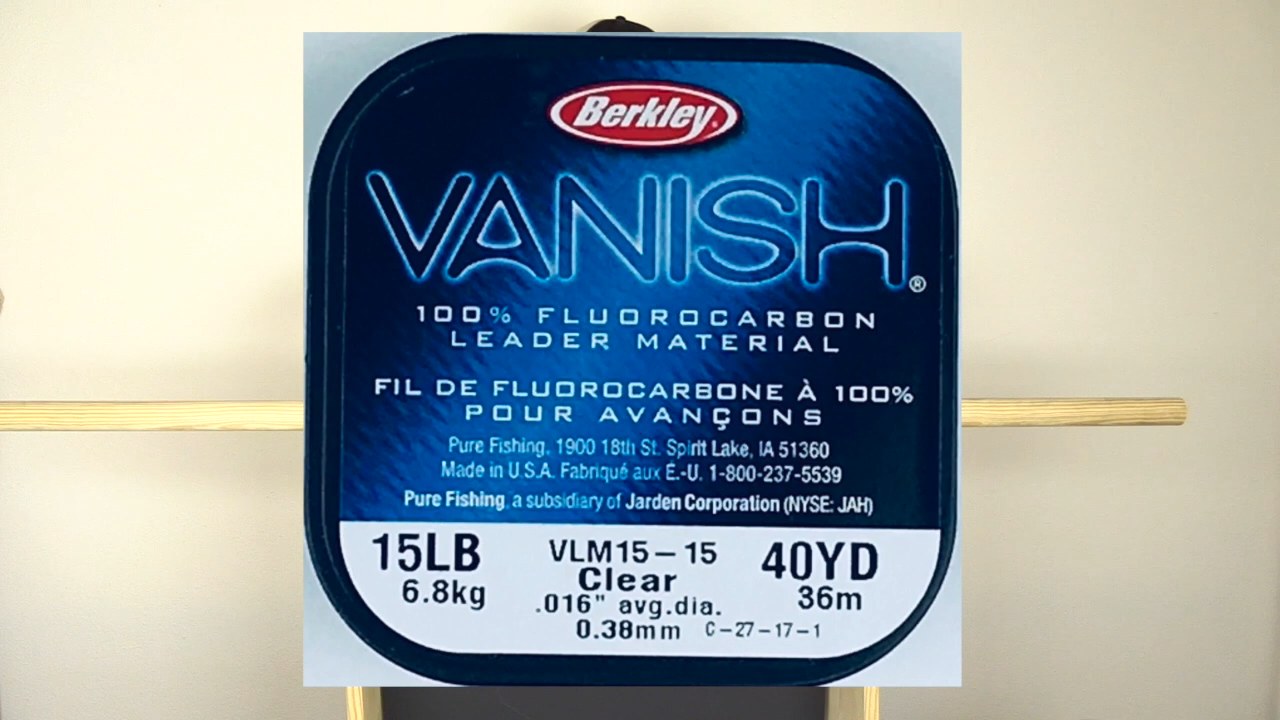 Berkley
VANISH®
100% FLUOROCARBON
LEADER MATERIAL
FIL DE FLUOROCARBONE À 100%
POUR AVANÇONS
Pure Fishing, 1900 18th St. Spirit Lake, IA 51360
Made in U.S.A. Fabriqué aux É.-U. 1-800-237-5539
Pure Fishing, a subsidiary of Jarden Corporation (NYSE: JAH)
15LB
6.8kg
VLM15-15
Clear
.016" avg.dia.
0.38mm C-27-17-1
40YD
36m